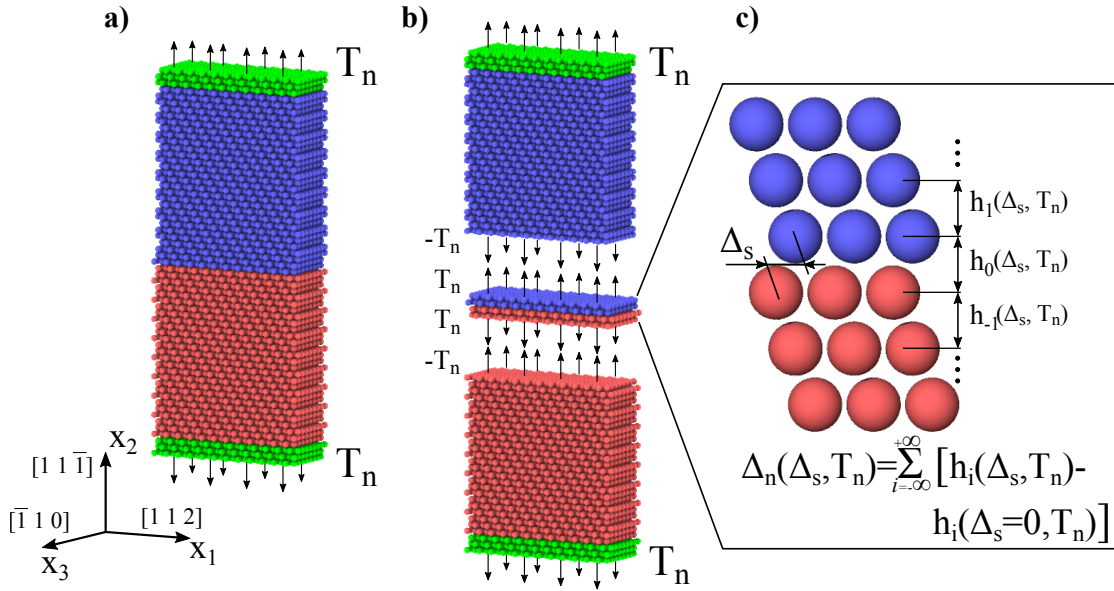 a)
T_n
T_n
x_2
[1 1 1̅]
[1̅ 1 0]
[1 1 2]
x_3
x_1
b)
T_n
-T_n
T_n
T_n
-T_n
T_n
c)
Δ_s
h_1(Δ_s, T_n)
h_0(Δ_s, T_n)
h_{-1}(Δ_s, T_n)
Δ_n(Δ_s,T_n)=∑_{i=-∞}^{+∞}[h_i(Δ_s,T_n)-
h_i(Δ_s=0,T_n)]